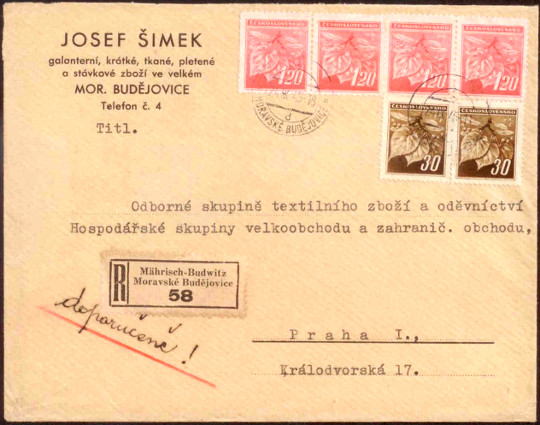 JOSEF ŠIMEK
galanterní, krátké, tkané, pletené
a stávkové zboží ve velkém
MOR. BUDĚJOVICE
Telefon č. 4
Titl.
ČESKOSLOVENSKO ČESKOSLOVENSKO ČESKOSLOVENSKO ČESKOSLOVENSKO
1.20 1.20 1.20 1.20
MORAVSKÉ BUDĚJOVICE
d
ČESKOSLOVENSKO ČESKOSLOVENSKO
30 30
Odborné skupině textilního zboží a oděvníctví
Hospodářské skupiny velkoobchodu a zahranič. obchodu,
R
Mährisch-Budwitz
Moravské Budějovice
58
doporučeně!
Praha I.,
Králodvorská 17.